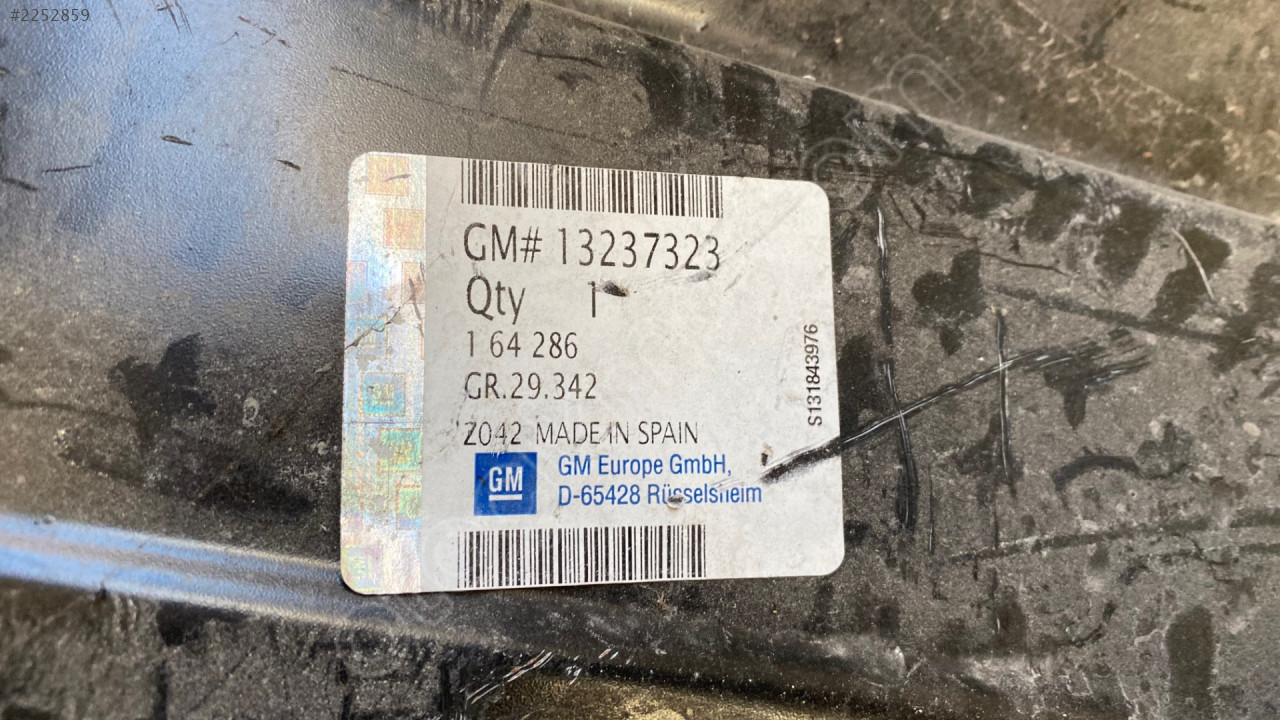 #2252859
GM# 13237323
Qty 1
1 64 286
GR.29.342
Z042 MADE IN SPAIN
GM
GM Europe GmbH,
D-65428 Rüsselsheim
S131843976